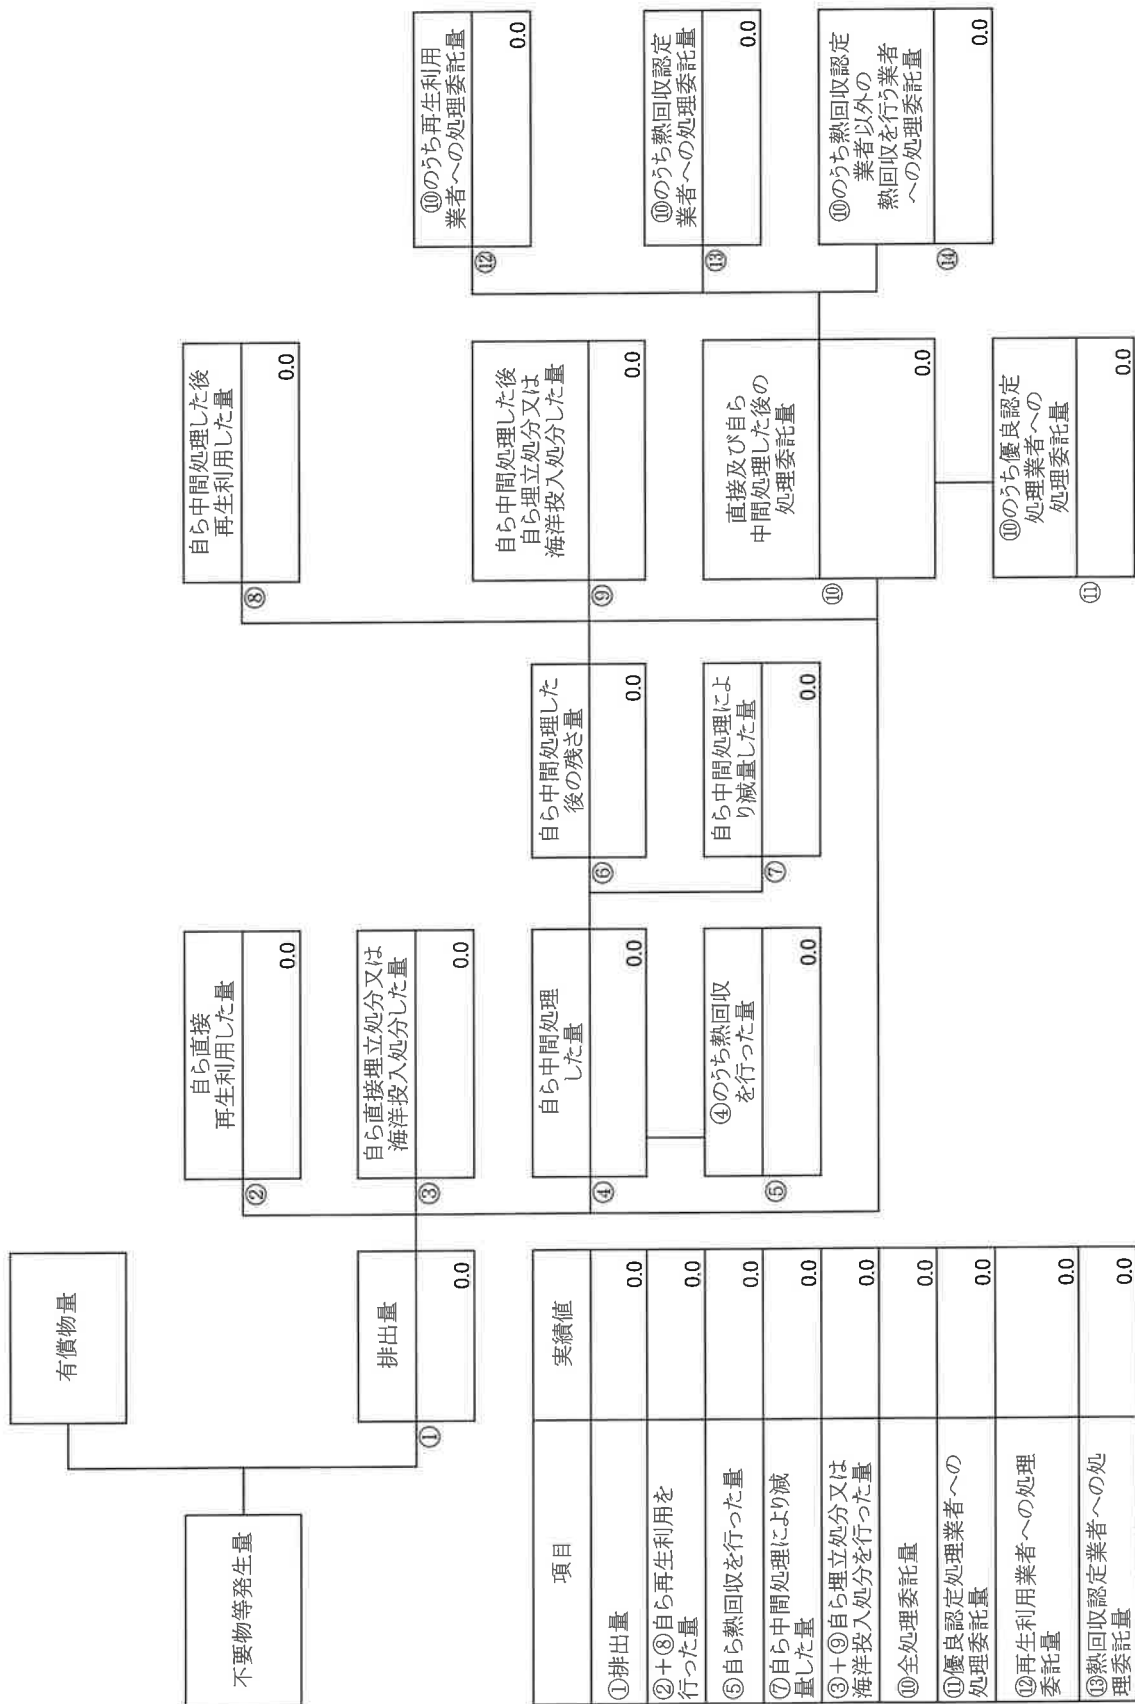 不要物等発生量
有償物量
①
排出量
0.0
②
自ら直接
再生利用した量
0.0
③
自ら直接埋立処分又は
海洋投入処分した量
0.0
④
自ら中間処理
した量
0.0
⑤
④のうち熱回収
を行った量
0.0
⑥
自ら中間処理した
後の残さ量
0.0
⑦
自ら中間処理によ
り減量した量
0.0
⑧
自ら中間処理した後
再生利用した量
0.0
⑨
自ら中間処理した後
自ら埋立処分又は
海洋投入処分した量
0.0
⑩
直接及び自ら
中間処理した後の
処理委託量
0.0
⑪
⑩のうち優良認定
処理業者への
処理委託量
0.0
⑫
⑩のうち再生利用
業者への処理委託量
0.0
⑬
⑩のうち熱回収認定
業者への処理委託量
0.0
⑭
⑩のうち熱回収認定
業者以外の
熱回収を行う業者
への処理委託量
0.0
項目 実績値
①排出量 0.0
②+⑧自ら再生利用を
行った量 0.0
⑤自ら熱回収を行った量 0.0
⑦自ら中間処理により減
量した量 0.0
③+⑨自ら埋立処分又は
海洋投入処分を行った量 0.0
⑩全処理委託量 0.0
⑪優良認定処理業者への
処理委託量 0.0
⑫再生利用業者への処理
委託量 0.0
⑬熱回収認定業者への処
理委託量 0.0